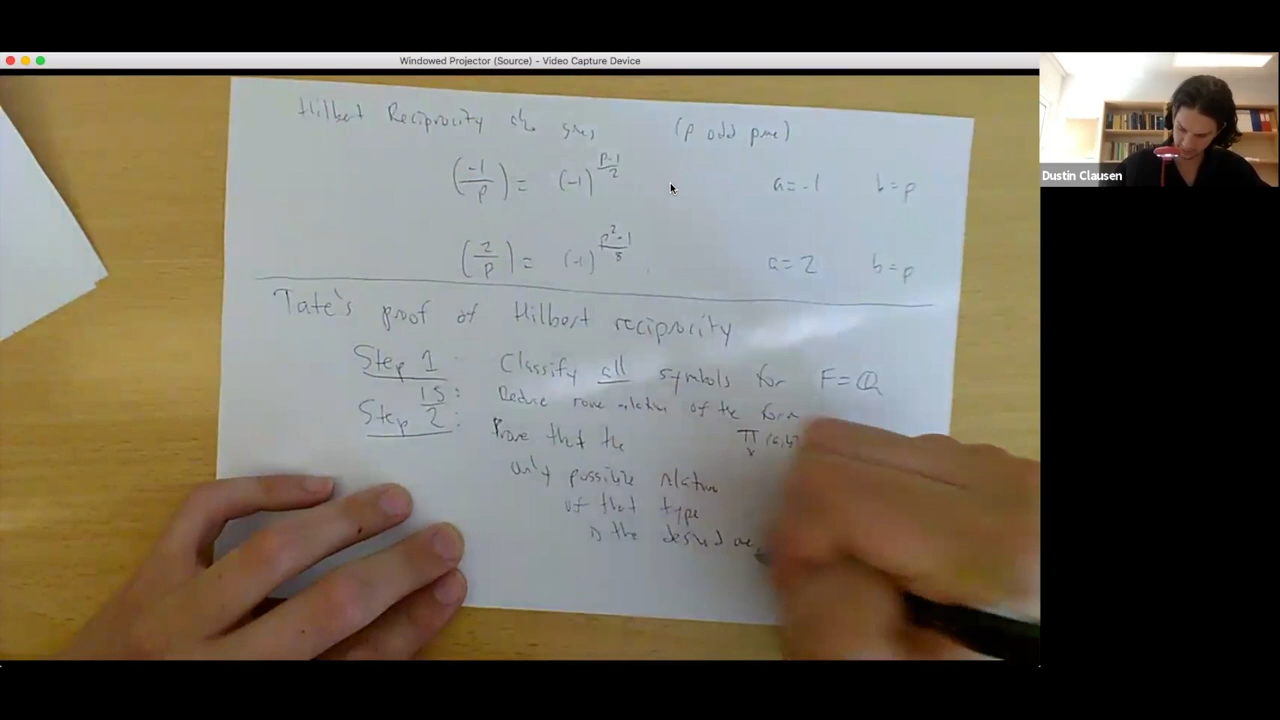 Windowed Projector (Source) - Video Capture Device
Dustin Clausen
Hilbert Reciprocity also gives (p odd prime)
(-1/p) = (-1)^{p-1/2} a=-1 b=p
(2/p) = (-1)^{p²-1/8} a=2 b=p
Tate's proof of Hilbert reciprocity
Step 1 Classify all symbols for F=ℚ
1.5: Reduce relation of the form
Step 2: Prove that the ∏_v (a,b)
only possible relation
of that type
is the desired one.